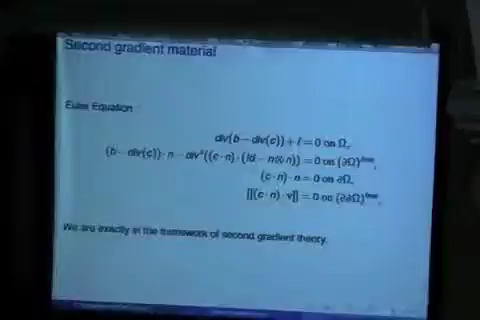 Second gradient material
Euler Equation
div(b − div(c)) + f = 0 on Ω,
(b − div(c)) · n − divˢ((c · n) · (Id − n⊗n)) = 0 on (∂Ω)ᶠʳᵉᵉ,
(c · n) · n = 0 on ∂Ω,
[[(c · n) · ν]] = 0 on (∂∂Ω)ᶠʳᵉᵉ,
We are exactly in the framework of second gradient theory.